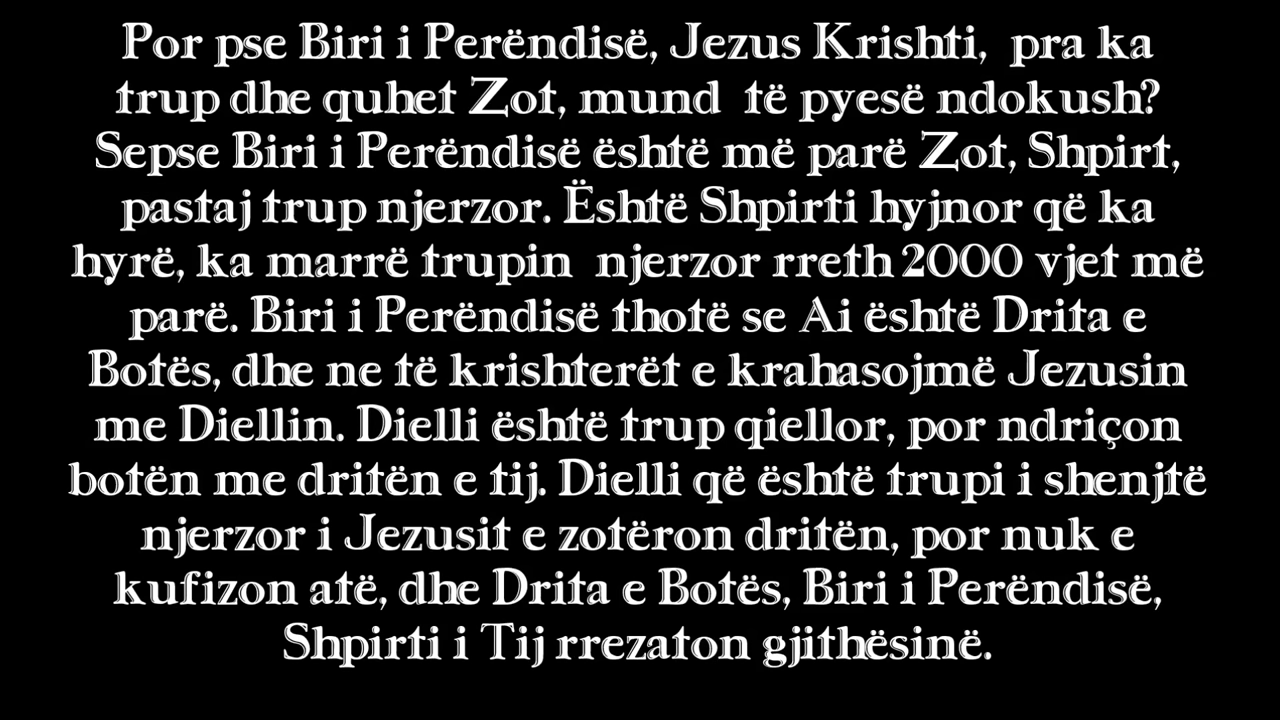 Por pse Biri i Perëndisë, Jezus Krishti, pra ka
trup dhe quhet Zot, mund të pyesë ndokush?
Sepse Biri i Perëndisë është më parë Zot, Shpirt,
pastaj trup njerzor. Është Shpirti hyjnor që ka
hyrë, ka marrë trupin njerzor rreth 2000 vjet më
parë. Biri i Perëndisë thotë se Ai është Drita e
Botës, dhe ne të krishterët e krahasojmë Jezusin
me Diellin. Dielli është trup qiellor, por ndriçon
botën me dritën e tij. Dielli që është trupi i shenjtë
njerzor i Jezusit e zotëron dritën, por nuk e
kufizon atë, dhe Drita e Botës, Biri i Perëndisë,
Shpirti i Tij rrezaton gjithësinë.